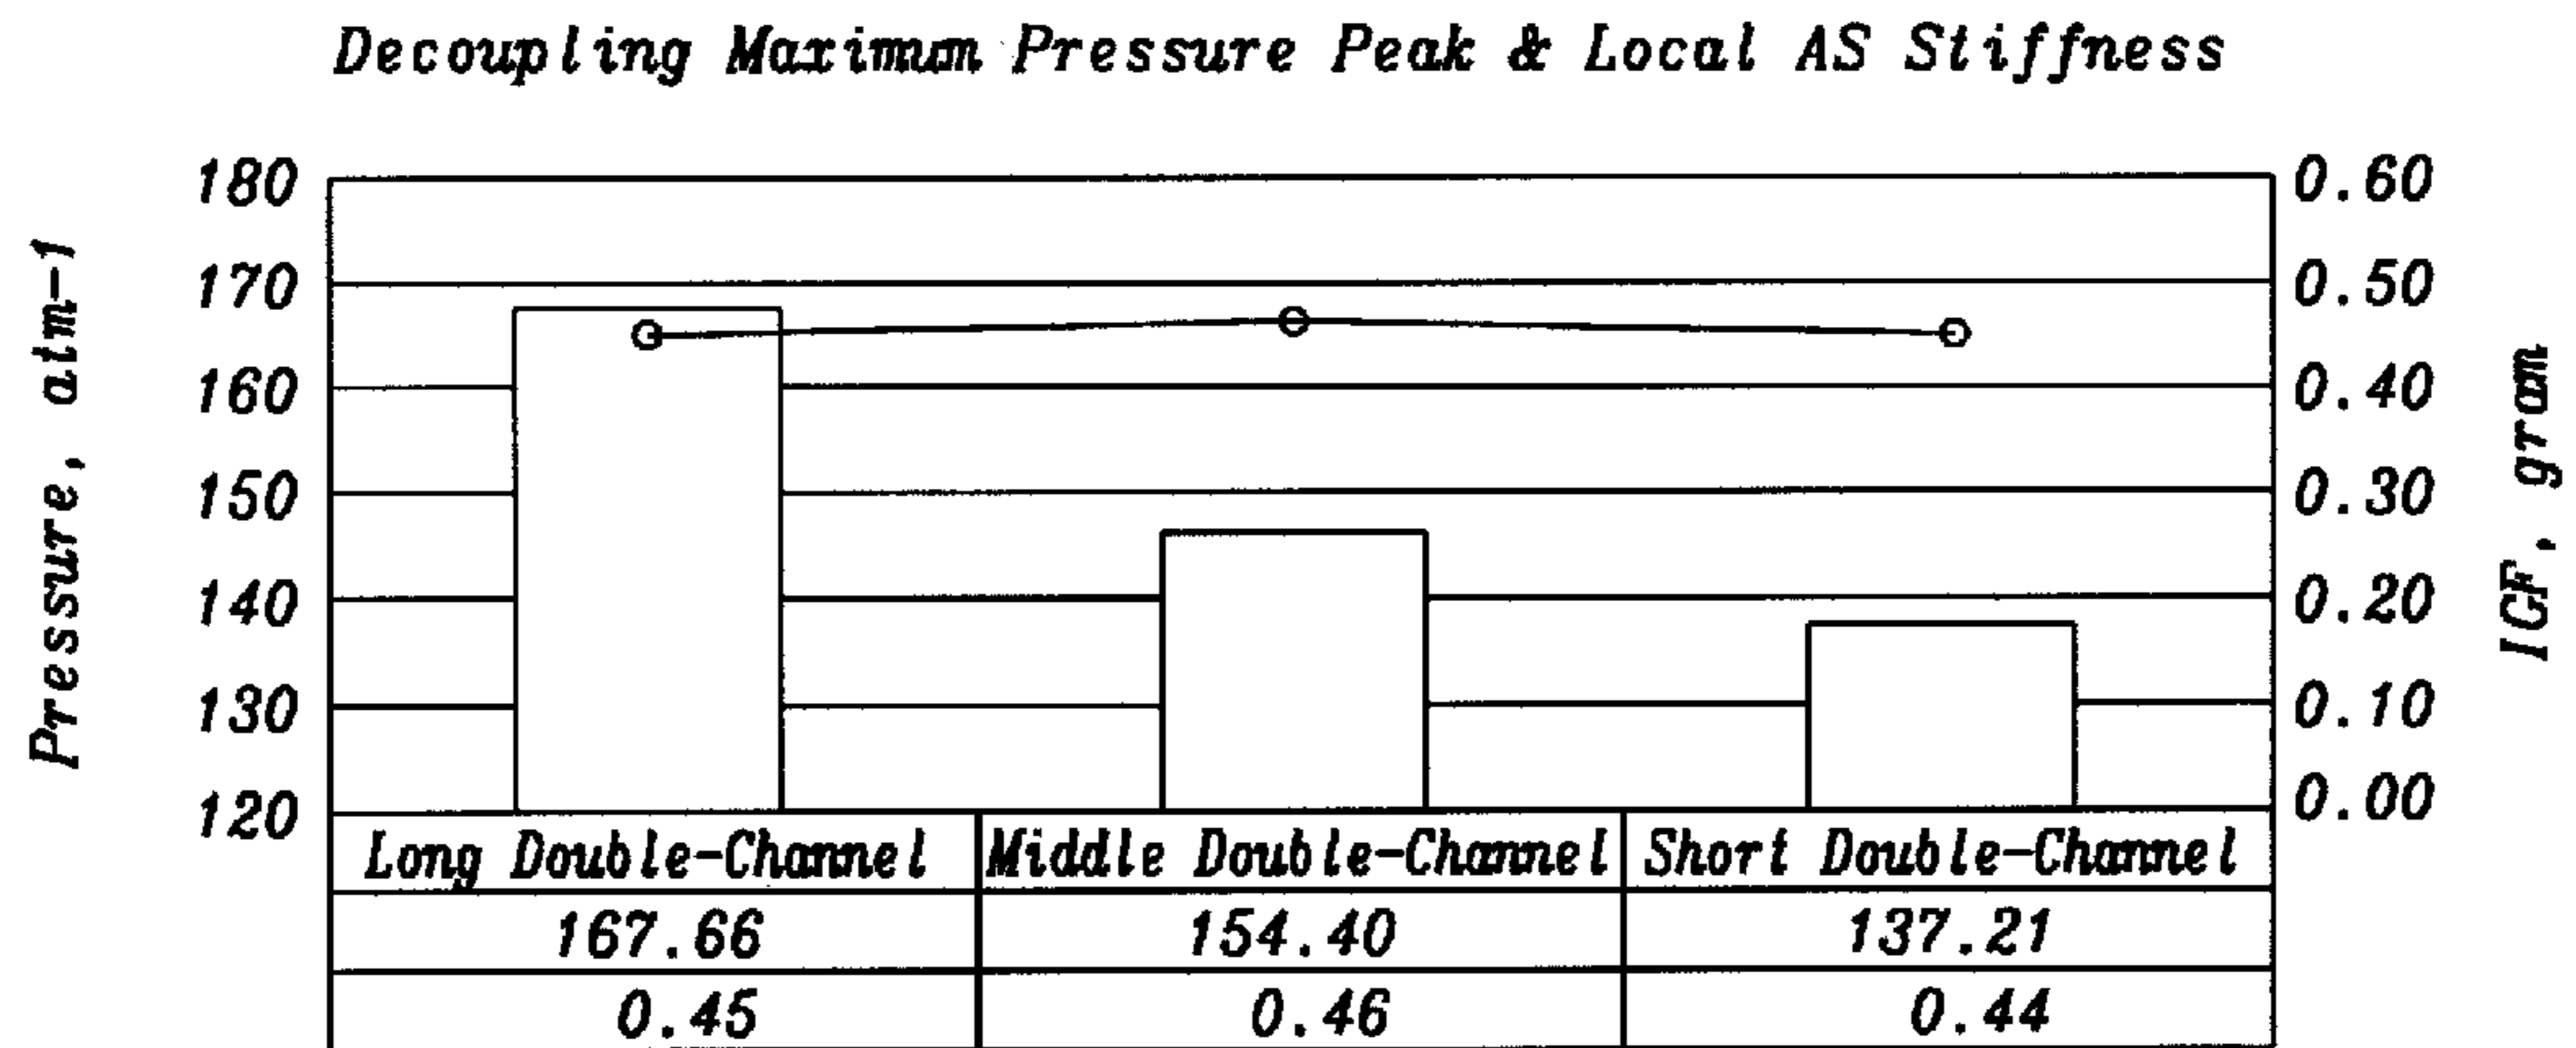 Decoupling Maximum Pressure Peak & Local AS Stiffness
Pressure, atm-1
180
170
160
150
140
130
120
0.60
0.50
0.40
0.30
0.20
0.10
0.00
IGF, gram
Long Double-Channel Middle Double-Channel Short Double-Channel
167.66 154.40 137.21
0.45 0.46 0.44